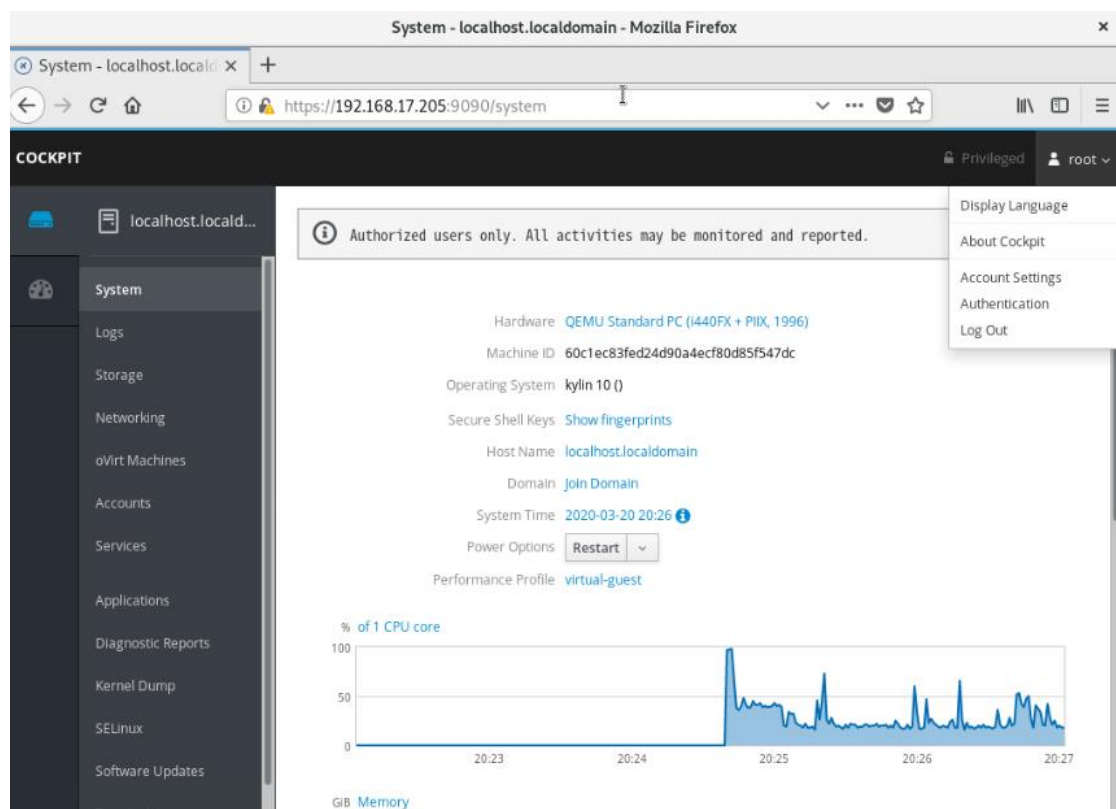 System - localhost.localdomain - Mozilla Firefox
System - localhost.locald
https://192.168.17.205:9090/system
COCKPIT
Privileged
root
Display Language
About Cockpit
Account Settings
Authentication
Log Out
localhost.locald...
System
Logs
Storage
Networking
oVirt Machines
Accounts
Services
Applications
Diagnostic Reports
Kernel Dump
SELinux
Software Updates
Authorized users only. All activities may be monitored and reported.
Hardware QEMU Standard PC (i440FX + PIIX, 1996)
Machine ID 60c1ec83fed24d90a4ecf80d85f547dc
Operating System kylin 10 ()
Secure Shell Keys Show fingerprints
Host Name localhost.localdomain
Domain Join Domain
System Time 2020-03-20 20:26
Power Options Restart
Performance Profile virtual-guest
% of 1 CPU core
100
50
0
20:23 20:24 20:25 20:26 20:27
GiB Memory